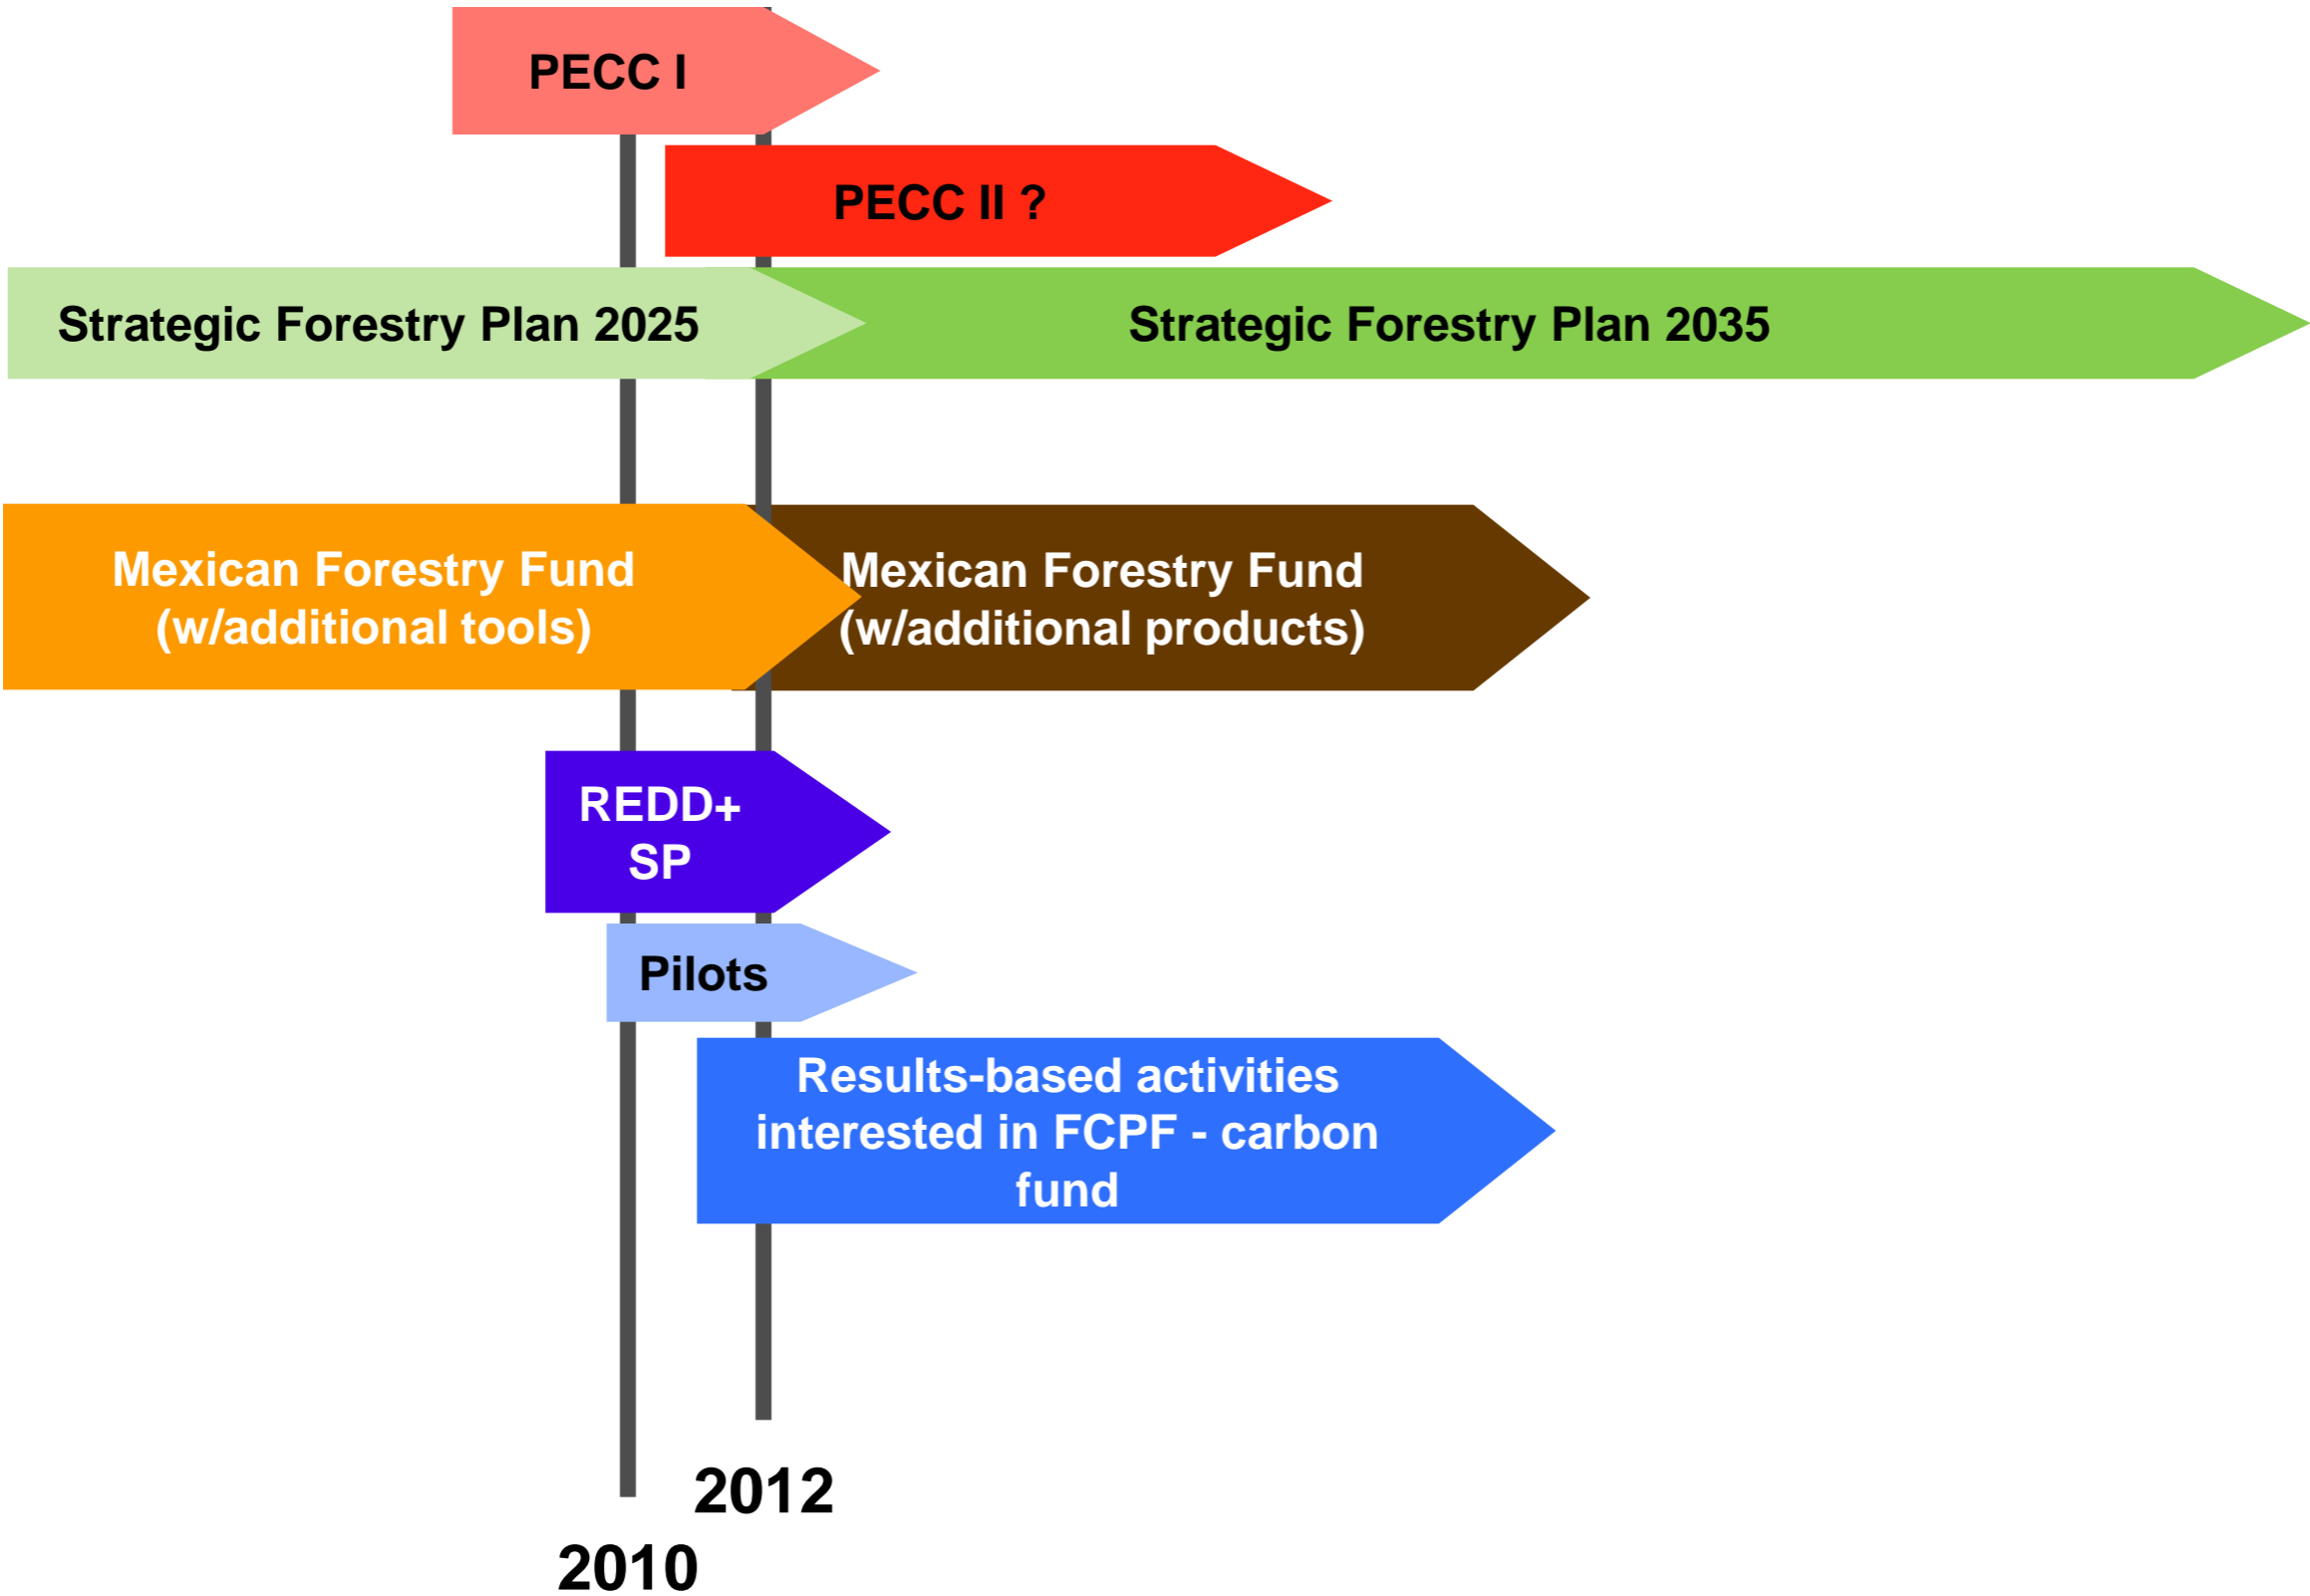 PECC I
PECC II ?
Strategic Forestry Plan 2025
Strategic Forestry Plan 2035
Mexican Forestry Fund
(w/additional tools)
Mexican Forestry Fund
(w/additional products)
REDD+
SP
Pilots
Results-based activities
interested in FCPF - carbon
fund
2012
2010